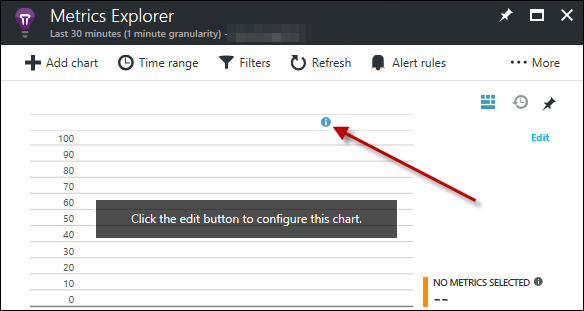 Metrics Explorer
Last 30 minutes (1 minute granularity) -
Add chart Time range Filters Refresh Alert rules ••• More
Edit
100
90
80
70
60
50
Click the edit button to configure this chart.
40
30
20
10
0
NO METRICS SELECTED
--